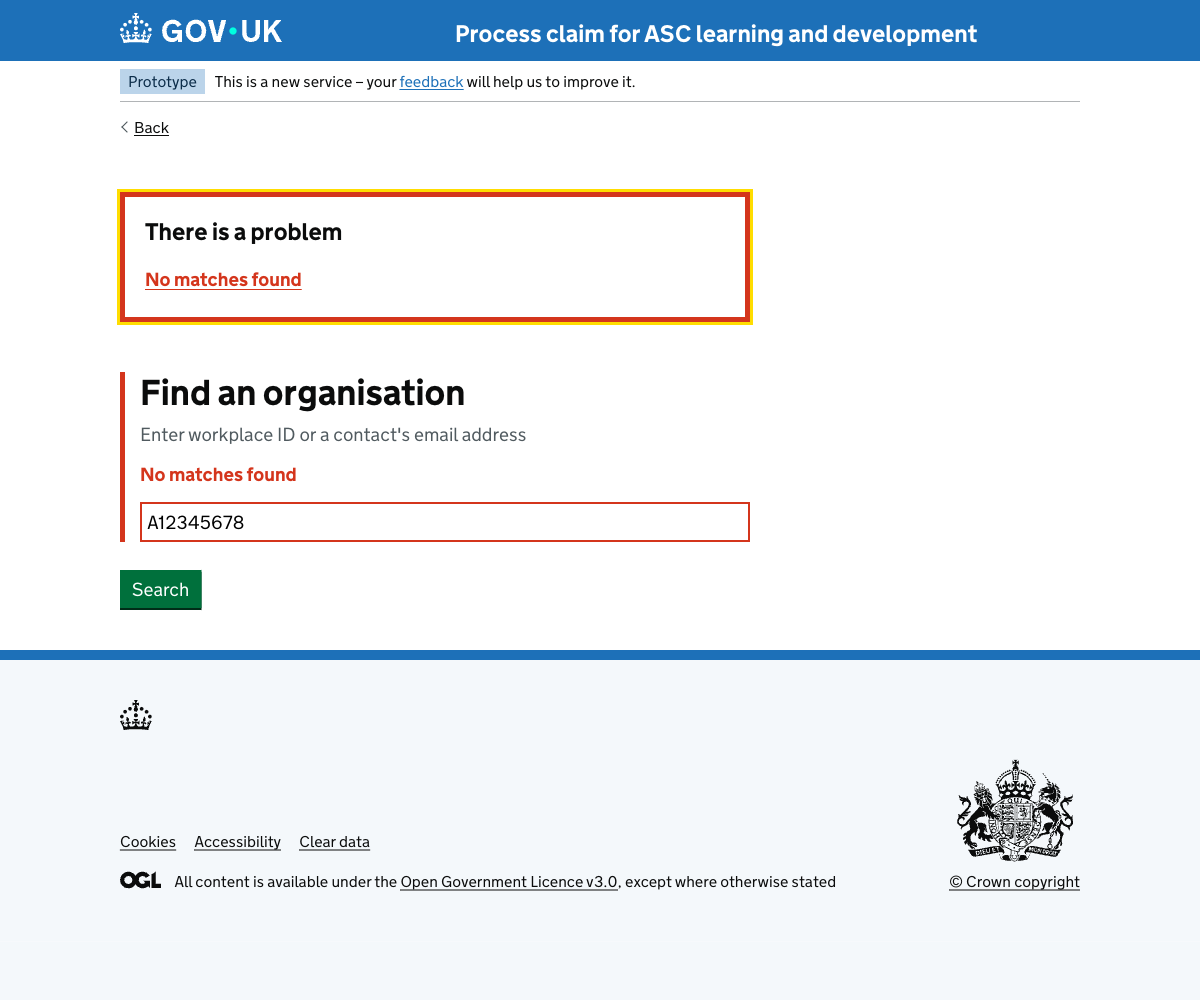 GOV·UK
Process claim for ASC learning and development
Prototype This is a new service – your feedback will help us to improve it.
Back
There is a problem
No matches found
Find an organisation
Enter workplace ID or a contact's email address
No matches found
A12345678
Search
Cookies Accessibility Clear data
OGL All content is available under the Open Government Licence v3.0, except where otherwise stated
© Crown copyright